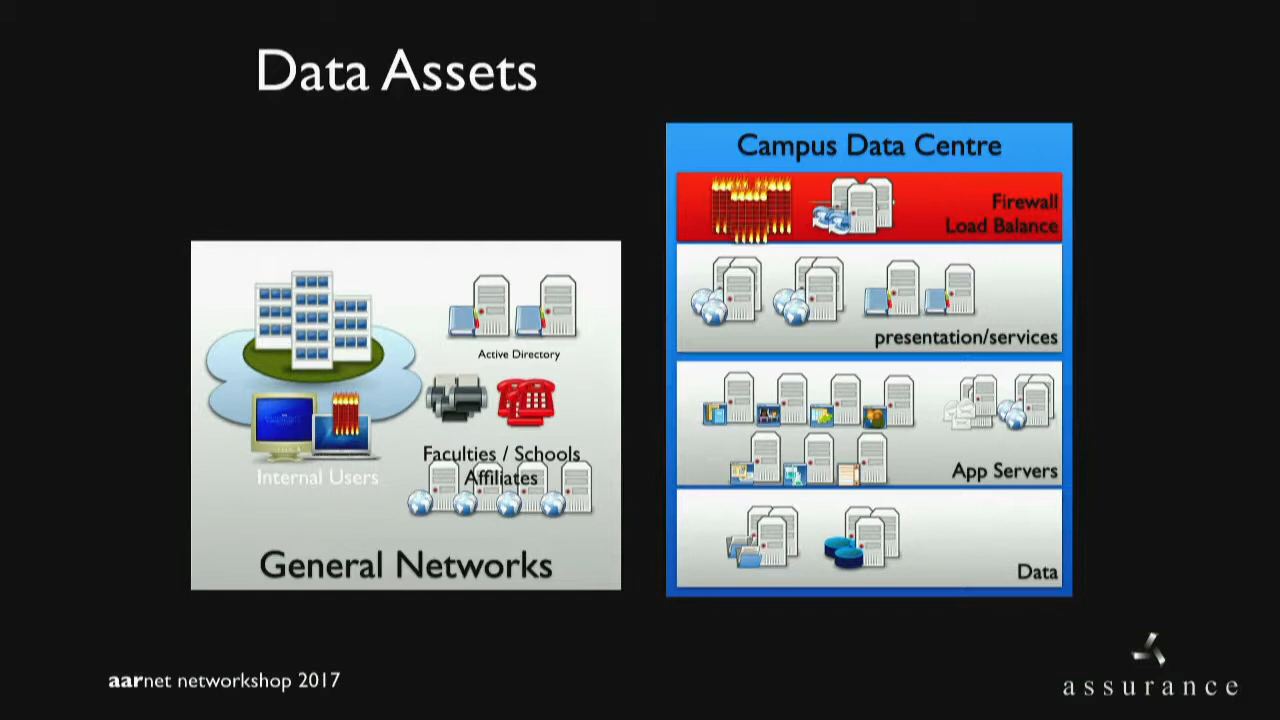 Data Assets
Campus Data Centre
Firewall
Load Balance
presentation/services
App Servers
Data
Active Directory
Faculties / Schools
Affiliates
Internal Users
General Networks
aarnet networkshop 2017
assurance